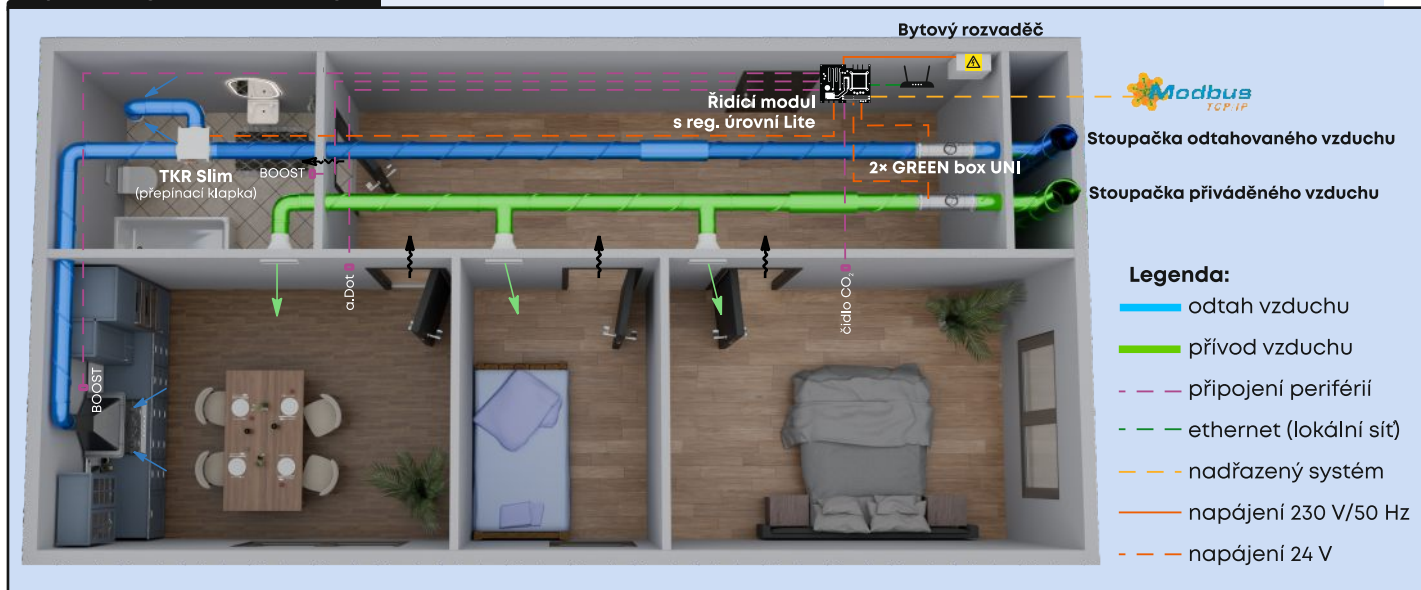 Bytový rozvaděč
Modbus
TCP/IP
Řídící modul
s reg. úrovní Lite
Stoupačka odtahovaného vzduchu
TKR Slim
(přepínací klapka)
BOOST
2× GREEN box UNI
Stoupačka přiváděného vzduchu
a.Dot
čidlo CO₂
BOOST
Legenda:
odtah vzduchu
přívod vzduchu
připojení periférií
ethernet (lokální síť)
nadřazený systém
napájení 230 V/50 Hz
napájení 24 V